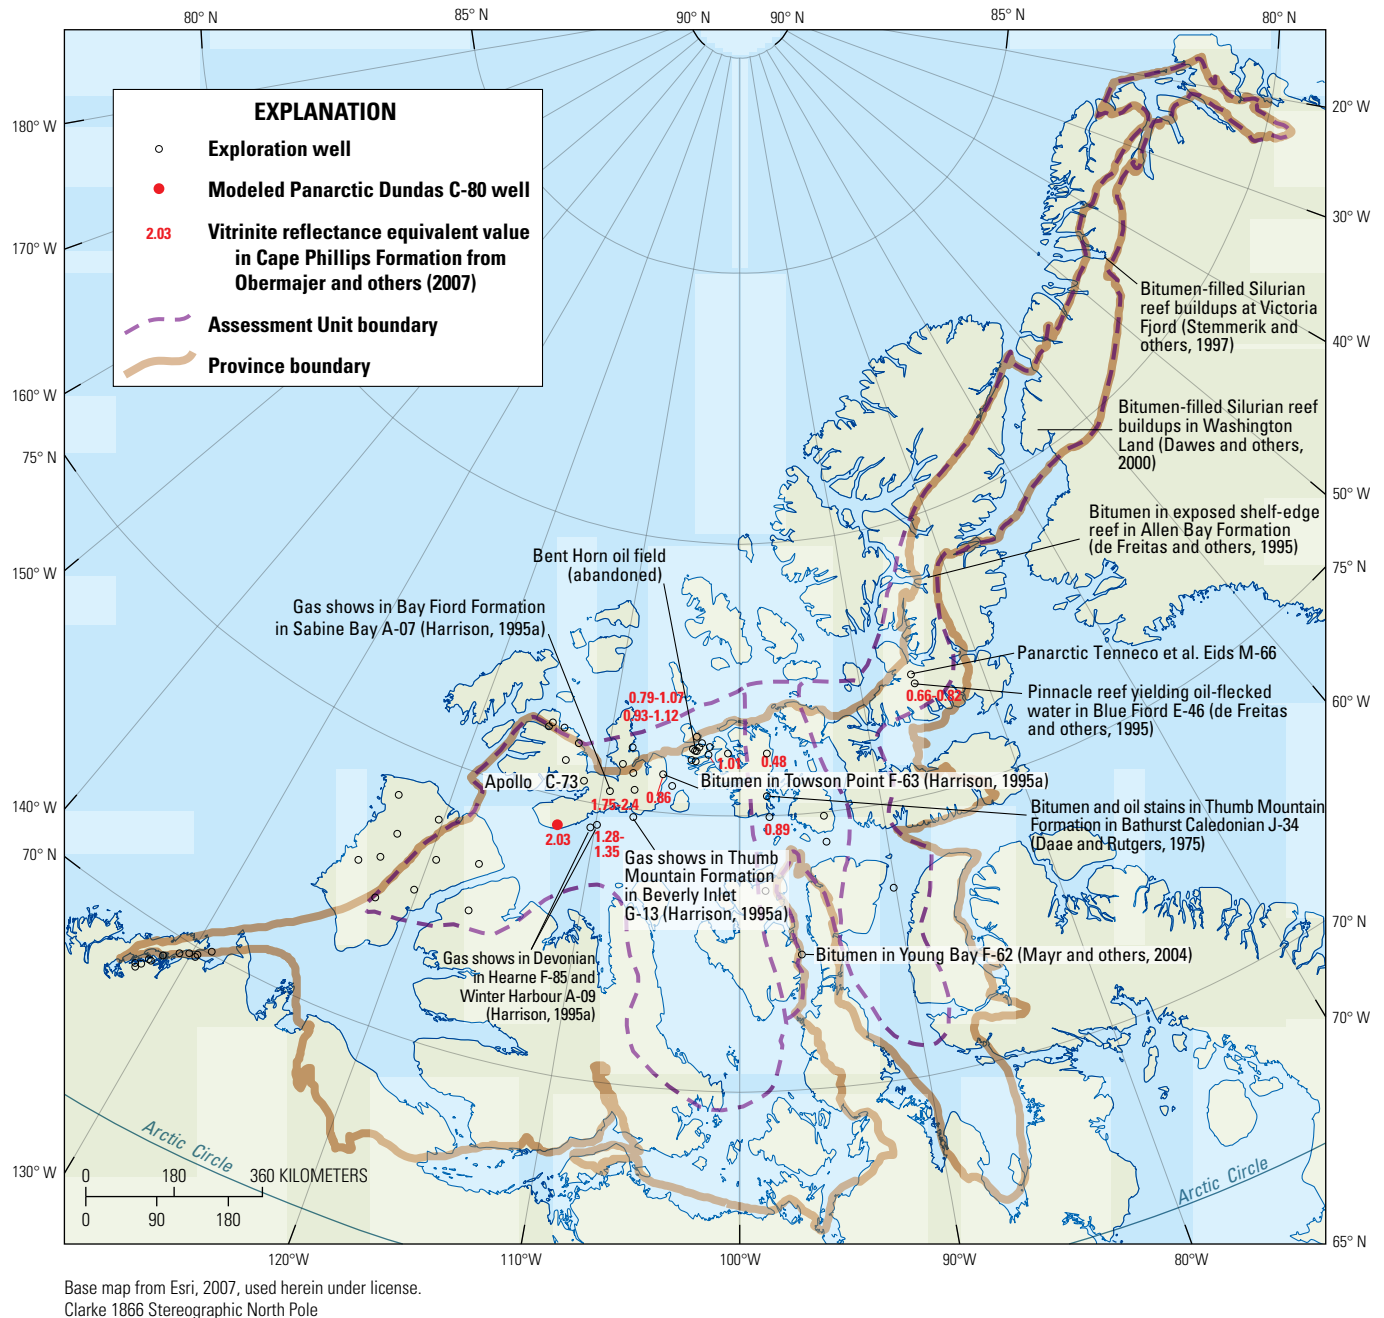 80° N
85° N
90° N
90° N
85° N
80° N
180° W
170° W
160° W
75° N
150° W
140° W
70° N
130° W
20° W
30° W
40° W
50° W
75° N
60° W
70° N
70° W
65° N
EXPLANATION
Exploration well
Modeled Panarctic Dundas C-80 well
2.03
Vitrinite reflectance equivalent value
in Cape Phillips Formation from
Obermajer and others (2007)
Assessment Unit boundary
Province boundary
Bitumen-filled Silurian
reef buildups at Victoria
Fjord (Stemmerik and
others, 1997)
Bitumen-filled Silurian reef
buildups in Washington
Land (Dawes and others,
2000)
Bitumen in exposed shelf-edge
reef in Allen Bay Formation
(de Freitas and others, 1995)
Bent Horn oil field
(abandoned)
Gas shows in Bay Fiord Formation
in Sabine Bay A-07 (Harrison, 1995a)
Panarctic Tenneco et al. Eids M-66
0.66-0.82
Pinnacle reef yielding oil-flecked
water in Blue Fiord E-46 (de Freitas
and others, 1995)
0.79-1.07
0.93-1.12
1.01
0.48
Apollo C-73
Bitumen in Towson Point F-63 (Harrison, 1995a)
1.75-2.4
0.86
Bitumen and oil stains in Thumb Mountain
Formation in Bathurst Caledonian J-34
(Daae and Rutgers, 1975)
2.03
1.28-
1.35
0.89
Gas shows in Thumb
Mountain Formation
in Beverly Inlet
G-13 (Harrison, 1995a)
Gas shows in Devonian
in Hearne F-85 and
Winter Harbour A-09
(Harrison, 1995a)
Bitumen in Young Bay F-62 (Mayr and others, 2004)
Arctic Circle
Arctic Circle
0 180 360 KILOMETERS
0 90 180
120°W
110°W
100°W
90°W
80°W
Base map from Esri, 2007, used herein under license.
Clarke 1866 Stereographic North Pole